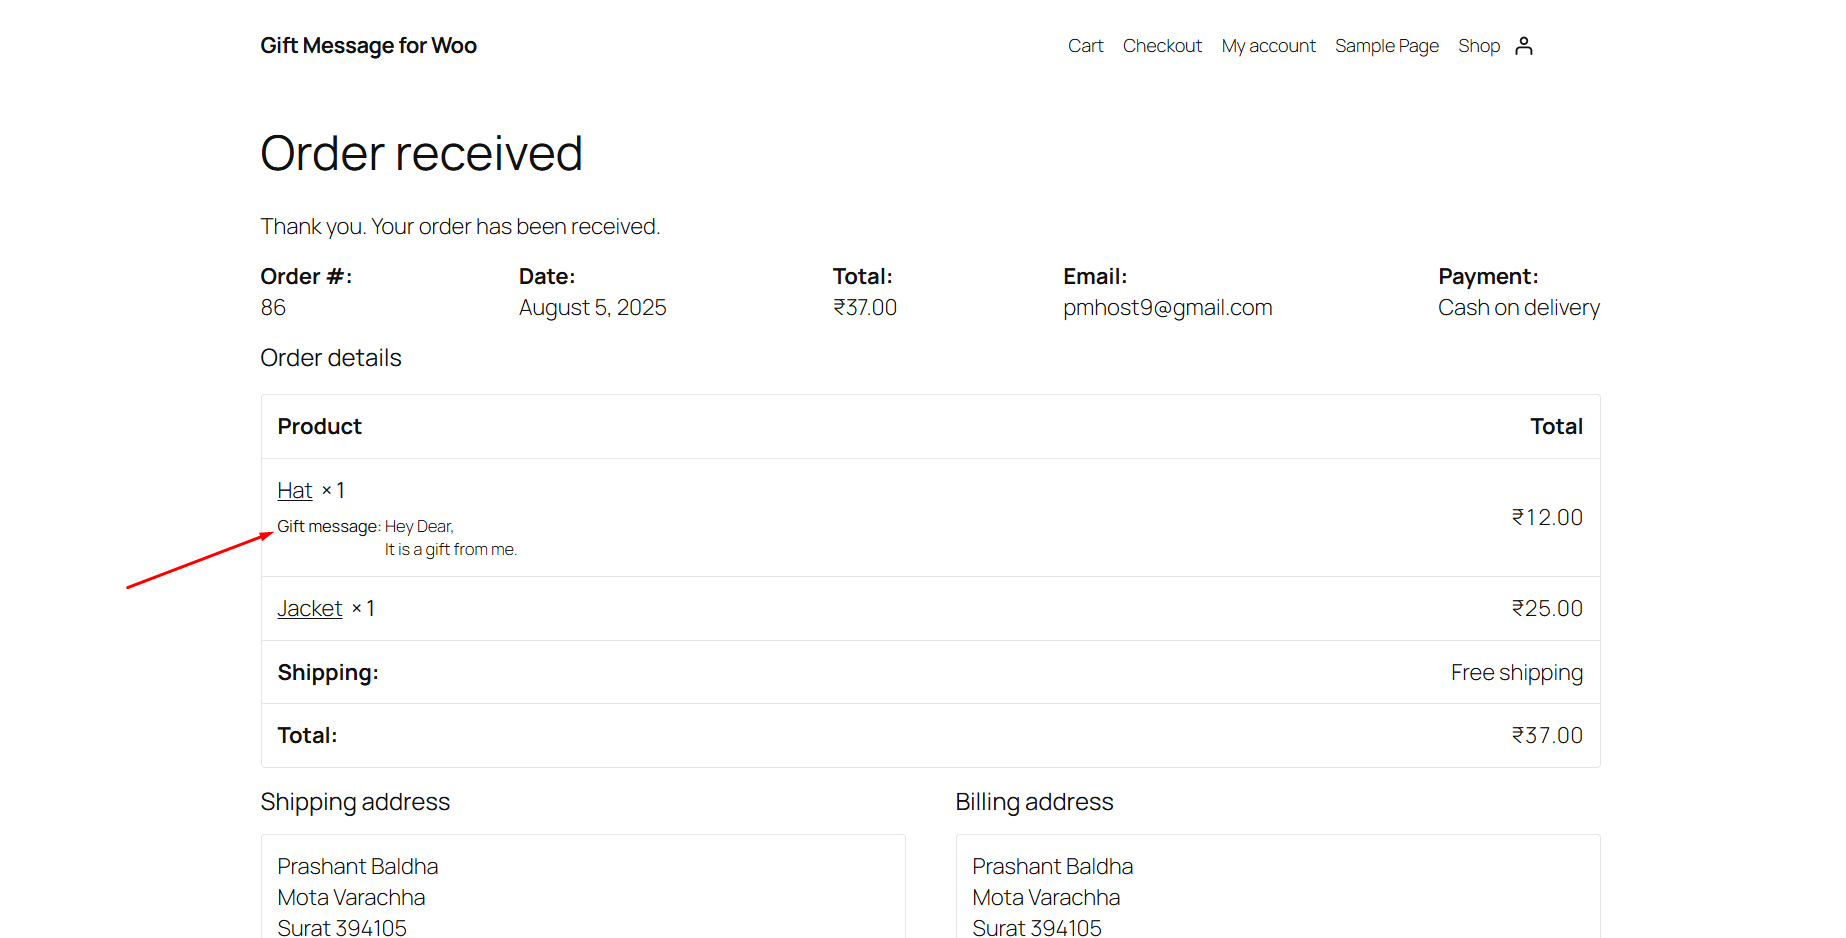 Gift Message for Woo
Cart Checkout My account Sample Page Shop
Order received
Thank you. Your order has been received.
Order #: Date: Total: Email: Payment:
86 August 5, 2025 ₹37.00 pmhost9@gmail.com Cash on delivery
Order details
Product Total
Hat × 1
₹12.00
Gift message: Hey Dear,
It is a gift from me.
Jacket × 1 ₹25.00
Shipping: Free shipping
Total: ₹37.00
Shipping address Billing address
Prashant Baldha Prashant Baldha
Mota Varachha Mota Varachha
Surat 394105 Surat 394105